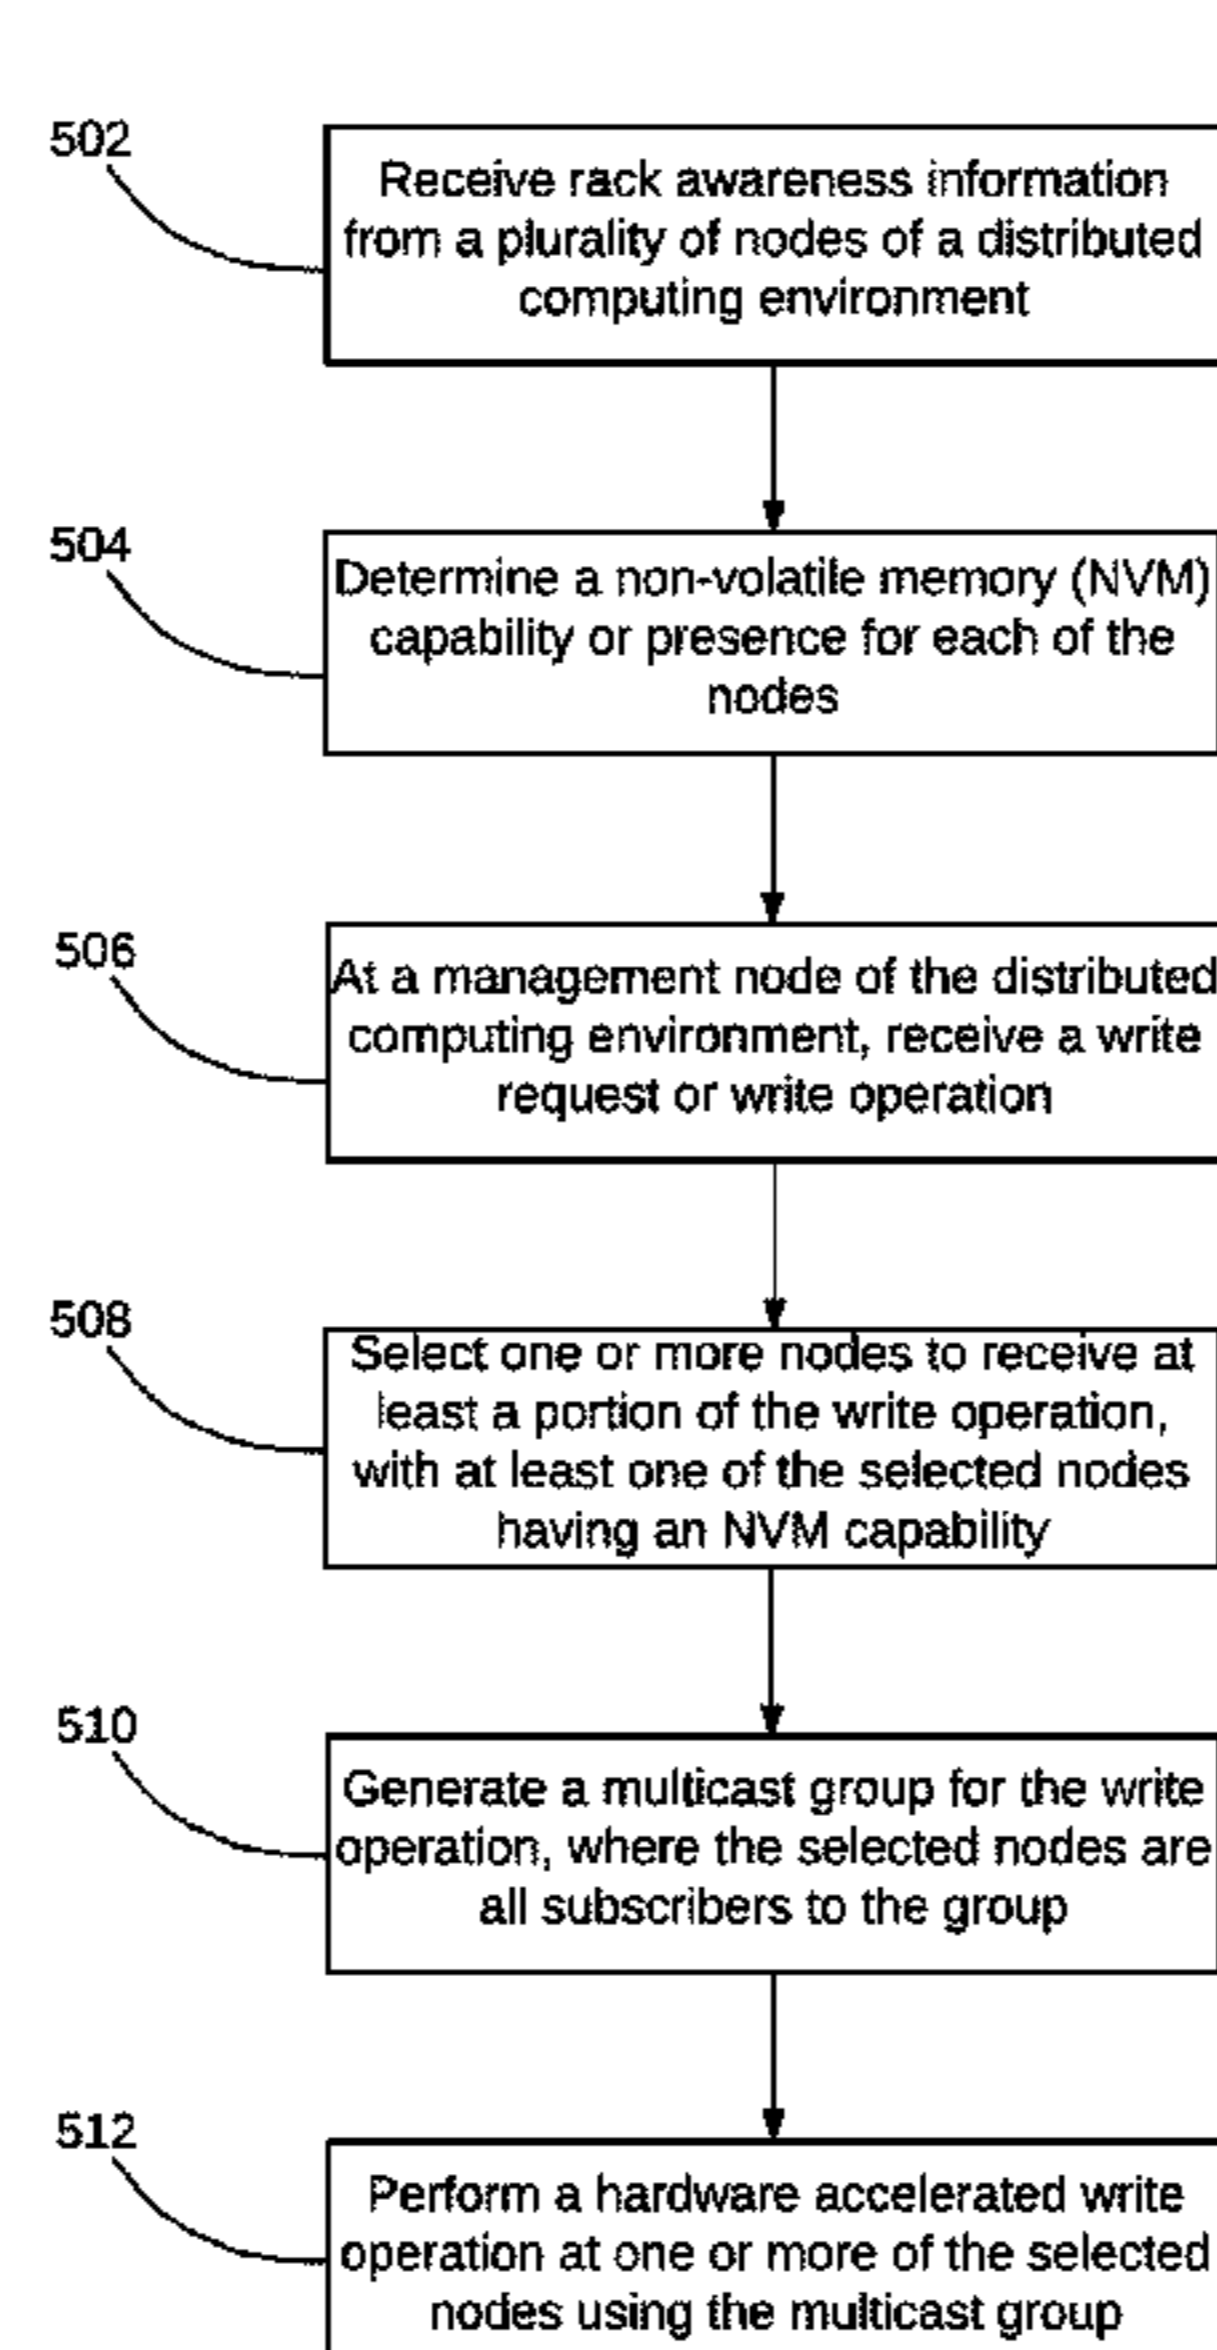 502
Receive rack awareness information
from a plurality of nodes of a distributed
computing environment
504
Determine a non-volatile memory (NVM)
capability or presence for each of the
nodes
506
At a management node of the distributed
computing environment, receive a write
request or write operation
508
Select one or more nodes to receive at
least a portion of the write operation,
with at least one of the selected nodes
having an NVM capability
510
Generate a multicast group for the write
operation, where the selected nodes are
all subscribers to the group
512
Perform a hardware accelerated write
operation at one or more of the selected
nodes using the multicast group